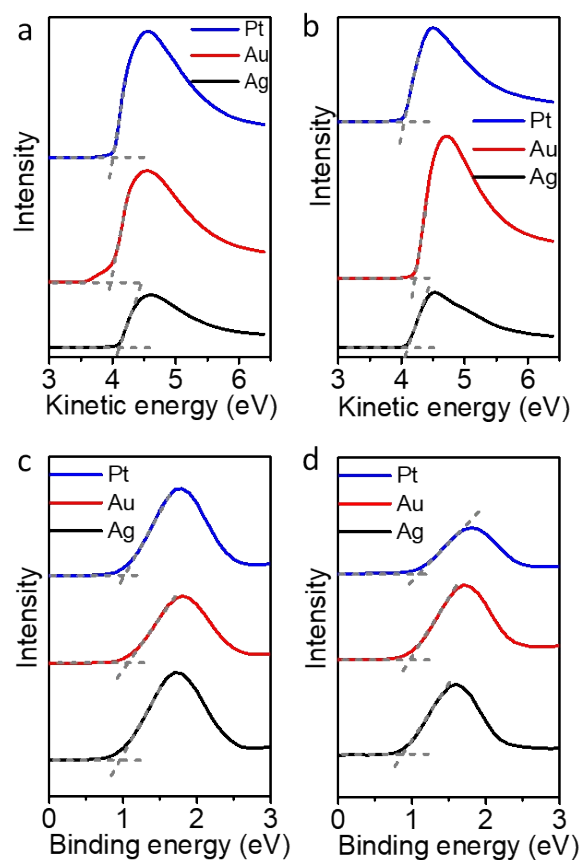 a
Pt
Au
Ag
Intensity
3 4 5 6
Kinetic energy (eV)
b
Pt
Au
Ag
Intensity
3 4 5 6
Kinetic energy (eV)
c
Pt
Au
Ag
Intensity
0 1 2 3
Binding energy (eV)
d
Pt
Au
Ag
Intensity
0 1 2 3
Binding energy (eV)